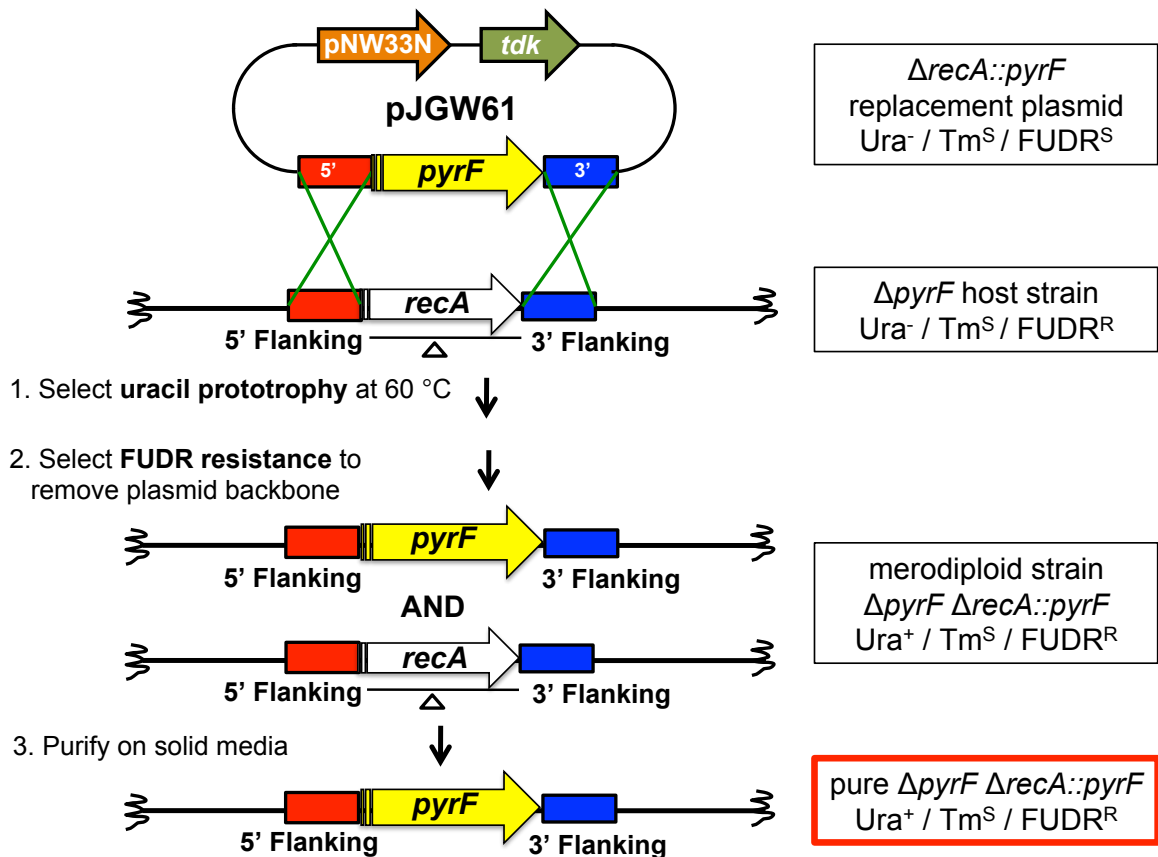 pNW33N tdk
pJGW61
5' pyrF 3'
ΔrecA::pyrF
replacement plasmid
Ura⁻ / Tmˢ / FUDRˢ
recA
5' Flanking 3' Flanking
ΔpyrF host strain
Ura⁻ / Tmˢ / FUDRᴿ
1. Select uracil prototrophy at 60 °C
2. Select FUDR resistance to
remove plasmid backbone
pyrF
5' Flanking 3' Flanking
AND
recA
5' Flanking 3' Flanking
merodiploid strain
ΔpyrF ΔrecA::pyrF
Ura⁺ / Tmˢ / FUDRᴿ
3. Purify on solid media
pyrF
5' Flanking 3' Flanking
pure ΔpyrF ΔrecA::pyrF
Ura⁺ / Tmˢ / FUDRᴿ